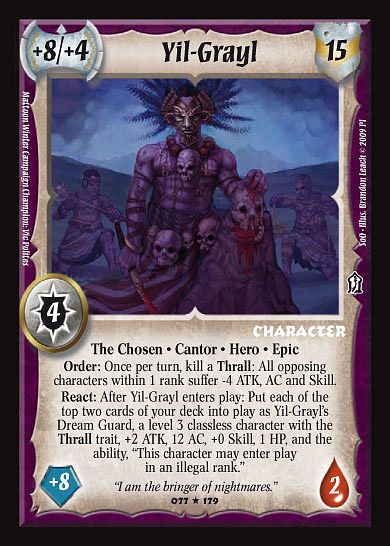 +8/+4
Yil-Grayl
15
Mattoon Winter Campaign Champion: Vic Polites
SoO • Illus. Brandon Leach © 2009 P1
4
CHARACTER
The Chosen • Cantor • Hero • Epic
Order: Once per turn, kill a Thrall: All opposing
characters within 1 rank suffer -4 ATK, AC and Skill.
React: After Yil-Grayl enters play: Put each of the
top two cards of your deck into play as Yil-Grayl's
Dream Guard, a level 3 classless character with the
Thrall trait, +2 ATK, 12 AC, +0 Skill, 1 HP, and the
ability, "This character may enter play
in an illegal rank."
+8
"I am the bringer of nightmares."
2
077 ★ 179